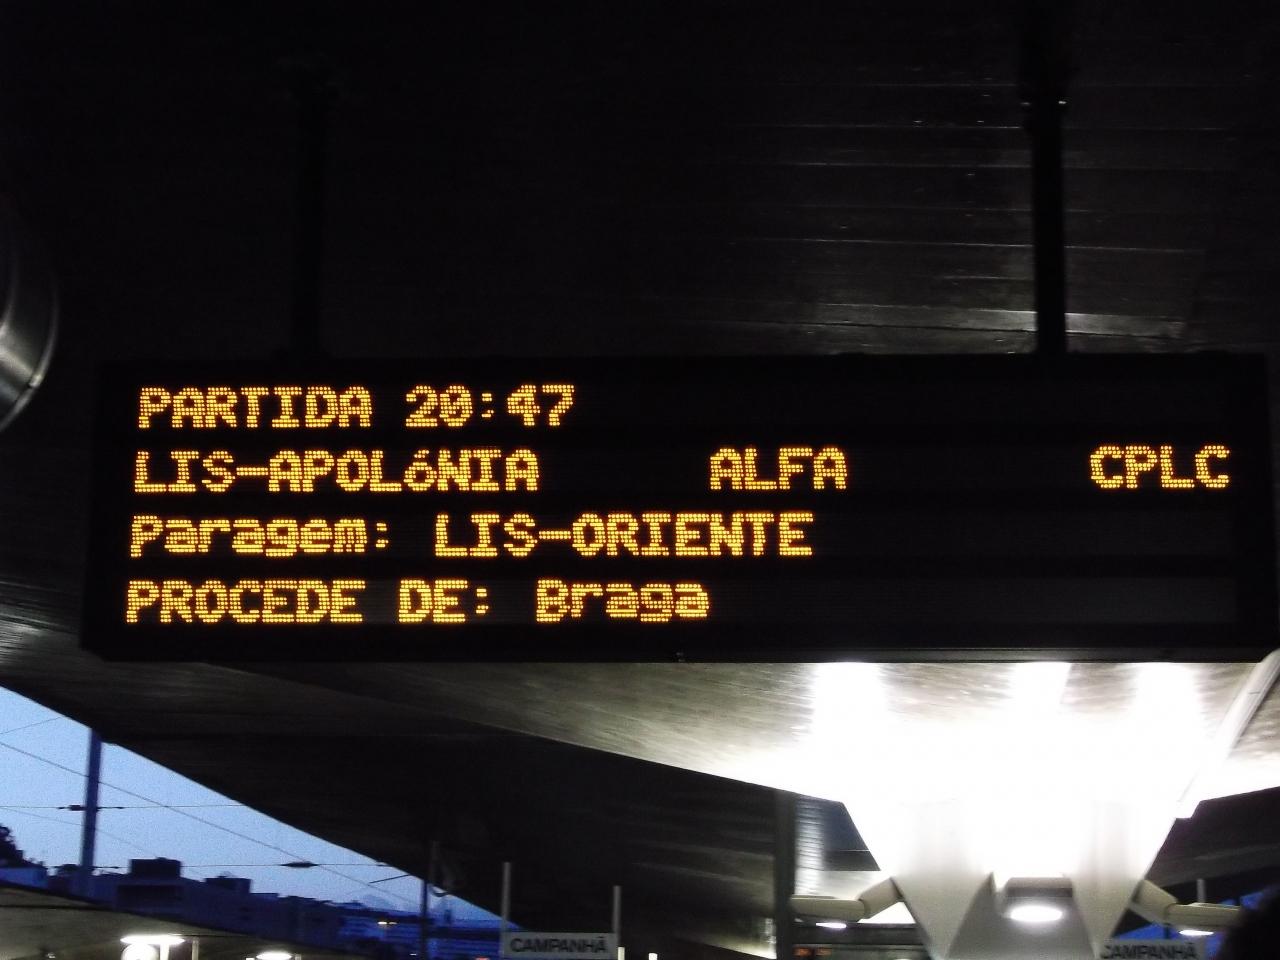 PARTIDA 20:47
LIS-APOLóNIA ALFA CPLC
Paragem: LIS-ORIENTE
PROCEDE DE: Braga
CAMPANHÃ
CAMPANHÃ